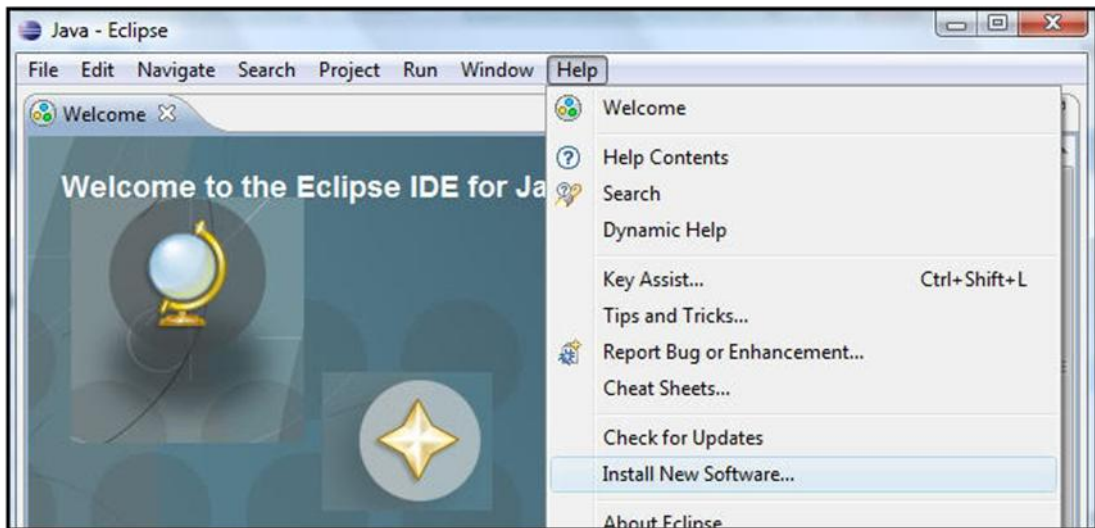 Java - Eclipse
File Edit Navigate Search Project Run Window Help
Welcome
Welcome to the Eclipse IDE for Ja
Welcome
Help Contents
Search
Dynamic Help
Key Assist... Ctrl+Shift+L
Tips and Tricks...
Report Bug or Enhancement...
Cheat Sheets...
Check for Updates
Install New Software...
About Eclipse